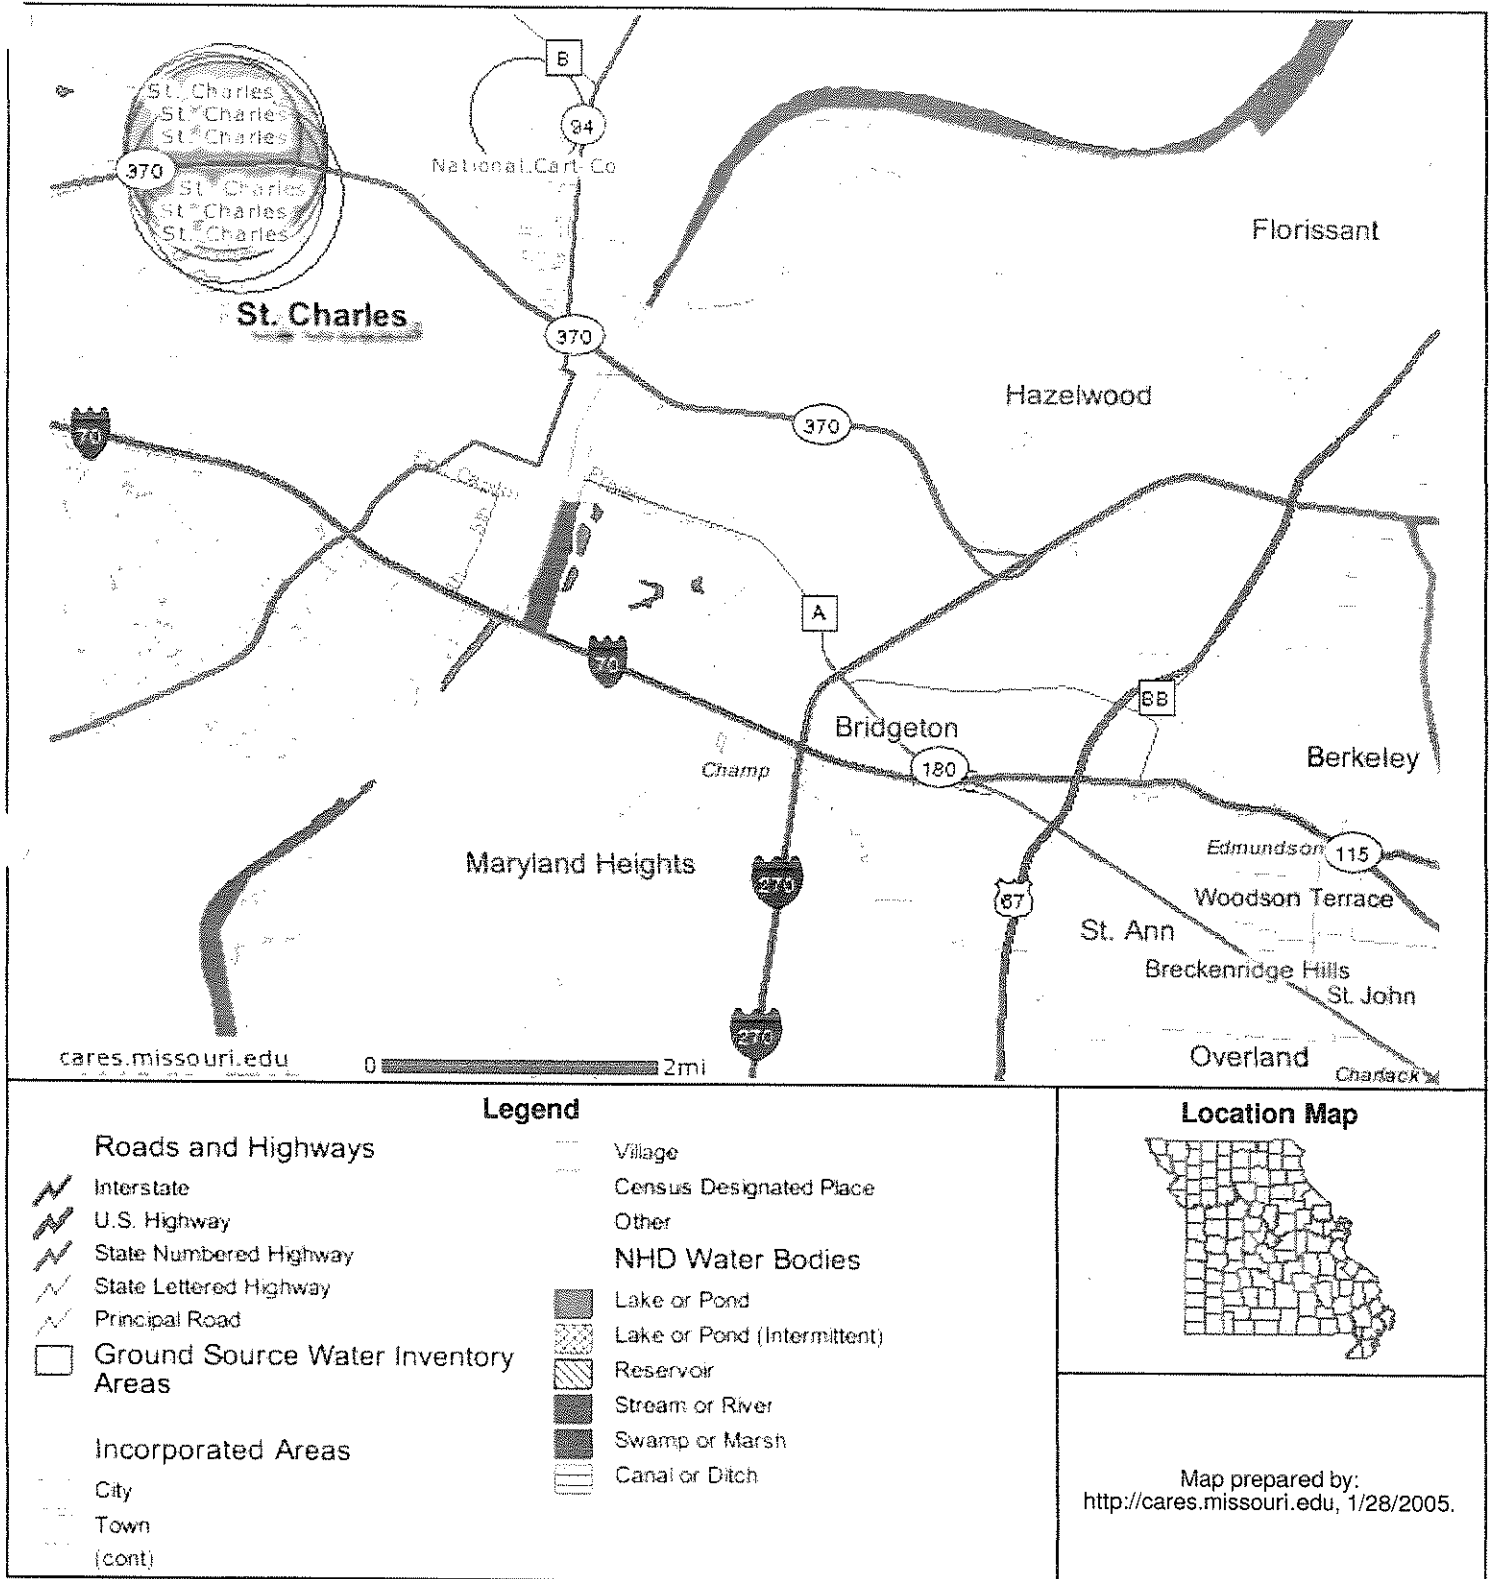 B
St. Charles
St. Charles
94
St. Charles
National Cart Co
370
St. Charles
St. Charles
St. Charles
Florissant
St. Charles
370
Hazelwood
370
70
A
70
BB
Bridgeton
Champ
180
Berkeley
Edmundson
115
Maryland Heights
270
67
Woodson Terrace
St. Ann
Breckenridge Hills
St. John
270
cares.missouri.edu
0 2mi
Overland
Charlack
Legend
Roads and Highways
Interstate
U.S. Highway
State Numbered Highway
State Lettered Highway
Principal Road
Ground Source Water Inventory
Areas
Incorporated Areas
City
Town
(cont)
Village
Census Designated Place
Other
NHD Water Bodies
Lake or Pond
Lake or Pond (Intermittent)
Reservoir
Stream or River
Swamp or Marsh
Canal or Ditch
Location Map
Map prepared by:
http://cares.missouri.edu, 1/28/2005.